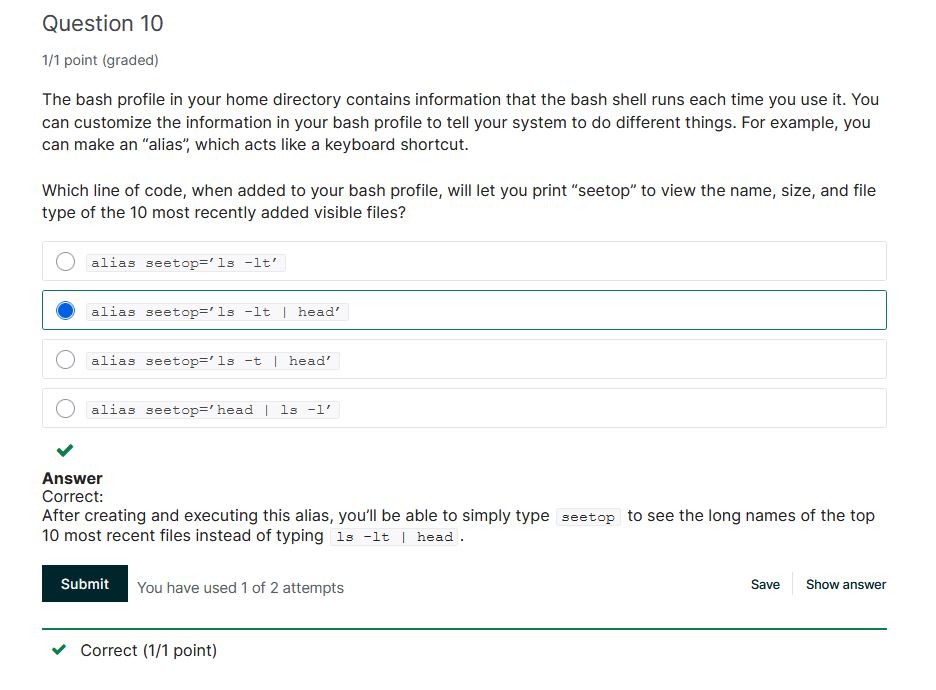 Question 10
1/1 point (graded)
The bash profile in your home directory contains information that the bash shell runs each time you use it. You
can customize the information in your bash profile to tell your system to do different things. For example, you
can make an “alias”, which acts like a keyboard shortcut.
Which line of code, when added to your bash profile, will let you print “seetop” to view the name, size, and file
type of the 10 most recently added visible files?
alias seetop=’ls -lt’
alias seetop=’ls -lt | head’
alias seetop=’ls -t | head’
alias seetop=’head | ls -l’
Answer
Correct:
After creating and executing this alias, you’ll be able to simply type seetop to see the long names of the top
10 most recent files instead of typing ls -lt | head .
Submit You have used 1 of 2 attempts Save Show answer
Correct (1/1 point)